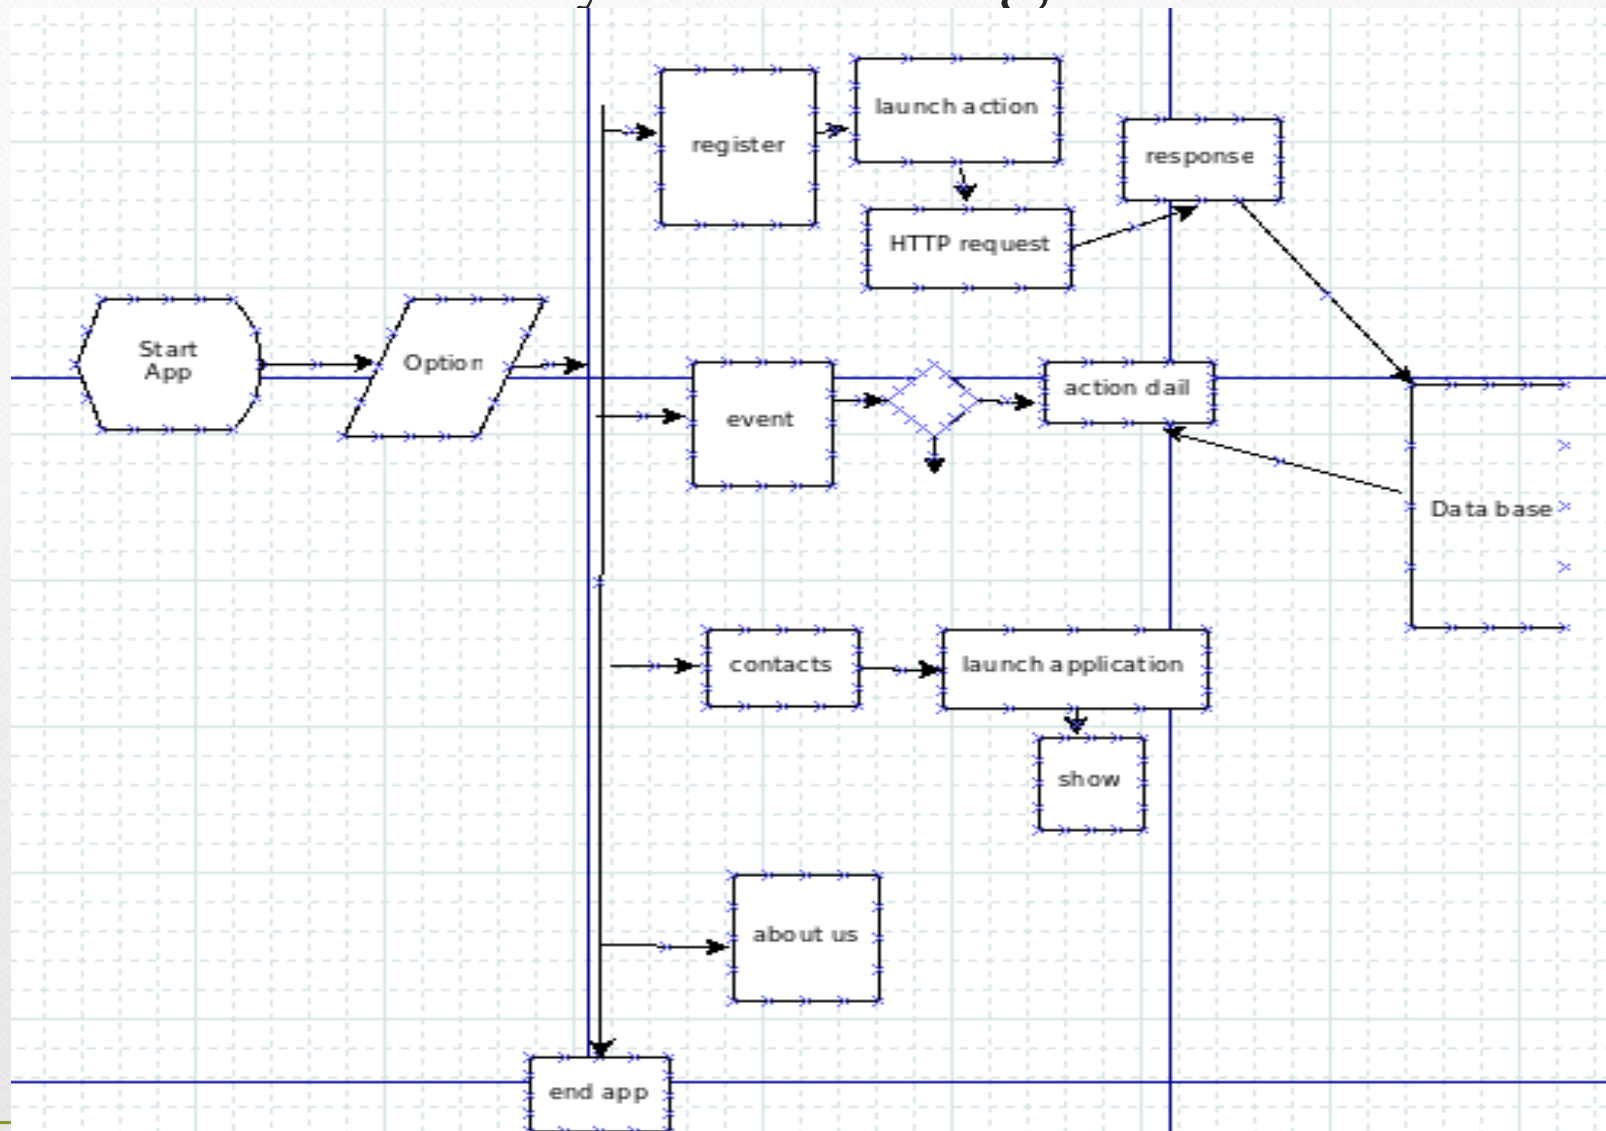 register
launch action
response
HTTP request
Start
App
Option
event
action dail
Data base
contacts
launch application
show
about us
end app